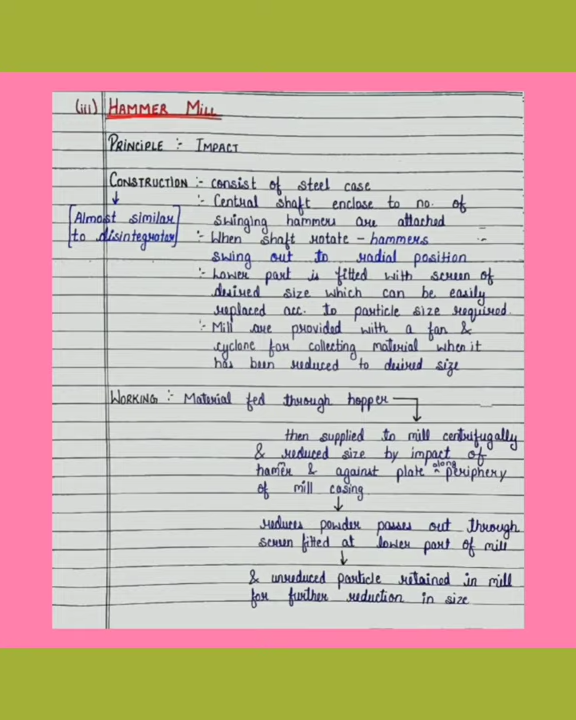 (iii) HAMMER MILL
PRINCIPLE :- IMPACT
CONSTRUCTION :- consist of steel case
:- Central shaft enclose to no. of
[Almost similar swinging hammers are attached
to disintegrator] :- When shaft rotate - hammers
swing out to radial position
:- Lower part is fitted with screen of
desired size which can be easily
replaced acc. to particle size required.
:- Mill are provided with a fan &
cyclone for collecting material when it
has been reduced to desired size
WORKING :- Material fed through hopper
then supplied to mill centrifugally
& reduced size by impact of
hamer & against plate along periphery
of mill casing
reduces powder passes out through
screen fitted at lower part of mill
& unreduced particle retained in mill
for further reduction in size